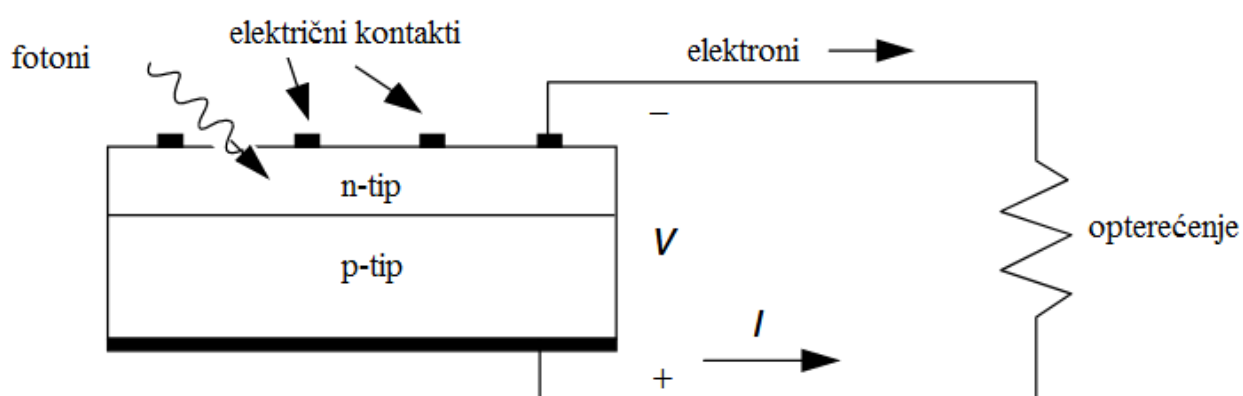 fotoni
električni kontakti
elektroni
–
n-tip
p-tip
V
opterećenje
I
+